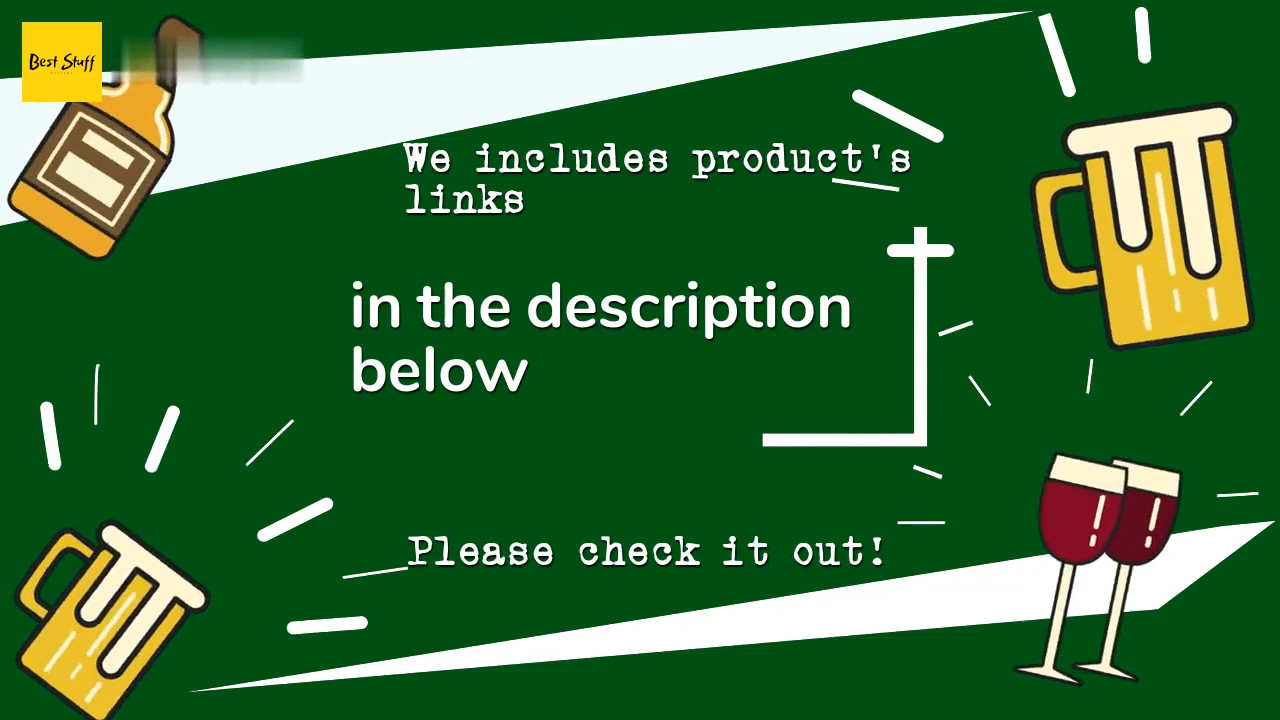 Best Stuff
We includes product's
links
in the description
below
Please check it out!